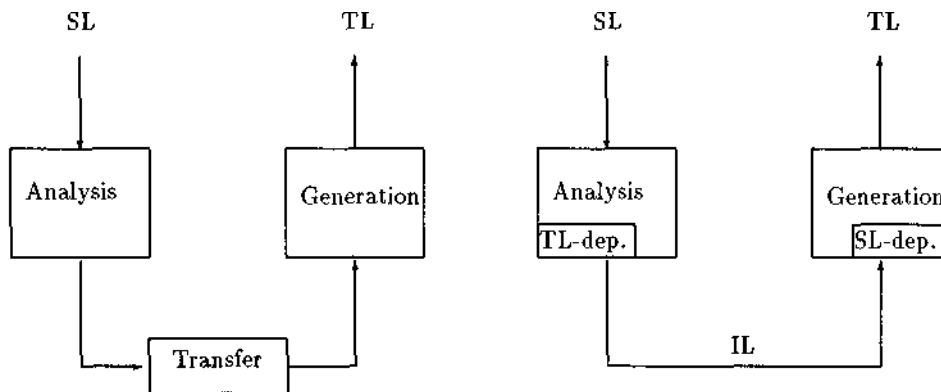 SL
TL
SL
TL
Analysis
Generation
Analysis
TL-dep.
Generation
SL-dep.
Transfer
IL